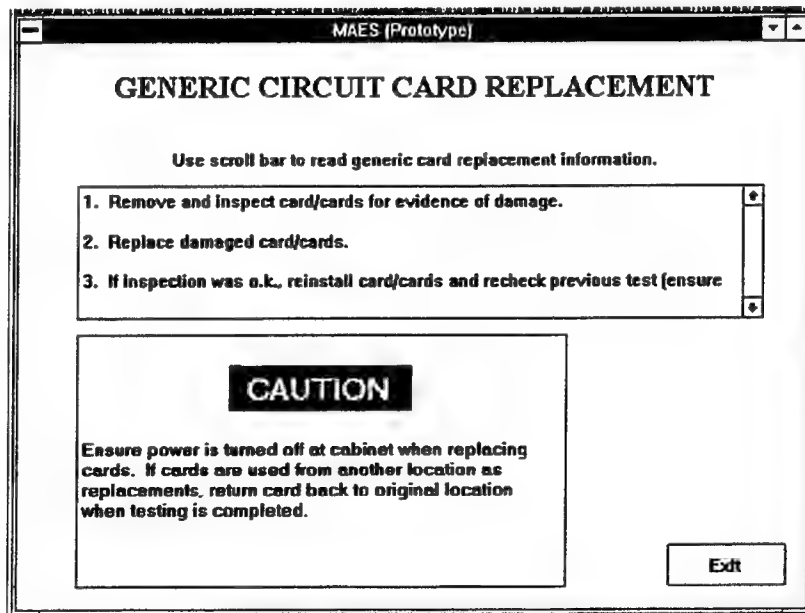 MAES (Prototype)
GENERIC CIRCUIT CARD REPLACEMENT
Use scroll bar to read generic card replacement information.
1. Remove and inspect card/cards for evidence of damage.
2. Replace damaged card/cards.
3. If inspection was o.k., reinstall card/cards and recheck previous test (ensure
CAUTION
Ensure power is turned off at cabinet when replacing
cards. If cards are used from another location as
replacements, return card back to original location
when testing is completed.
Exit